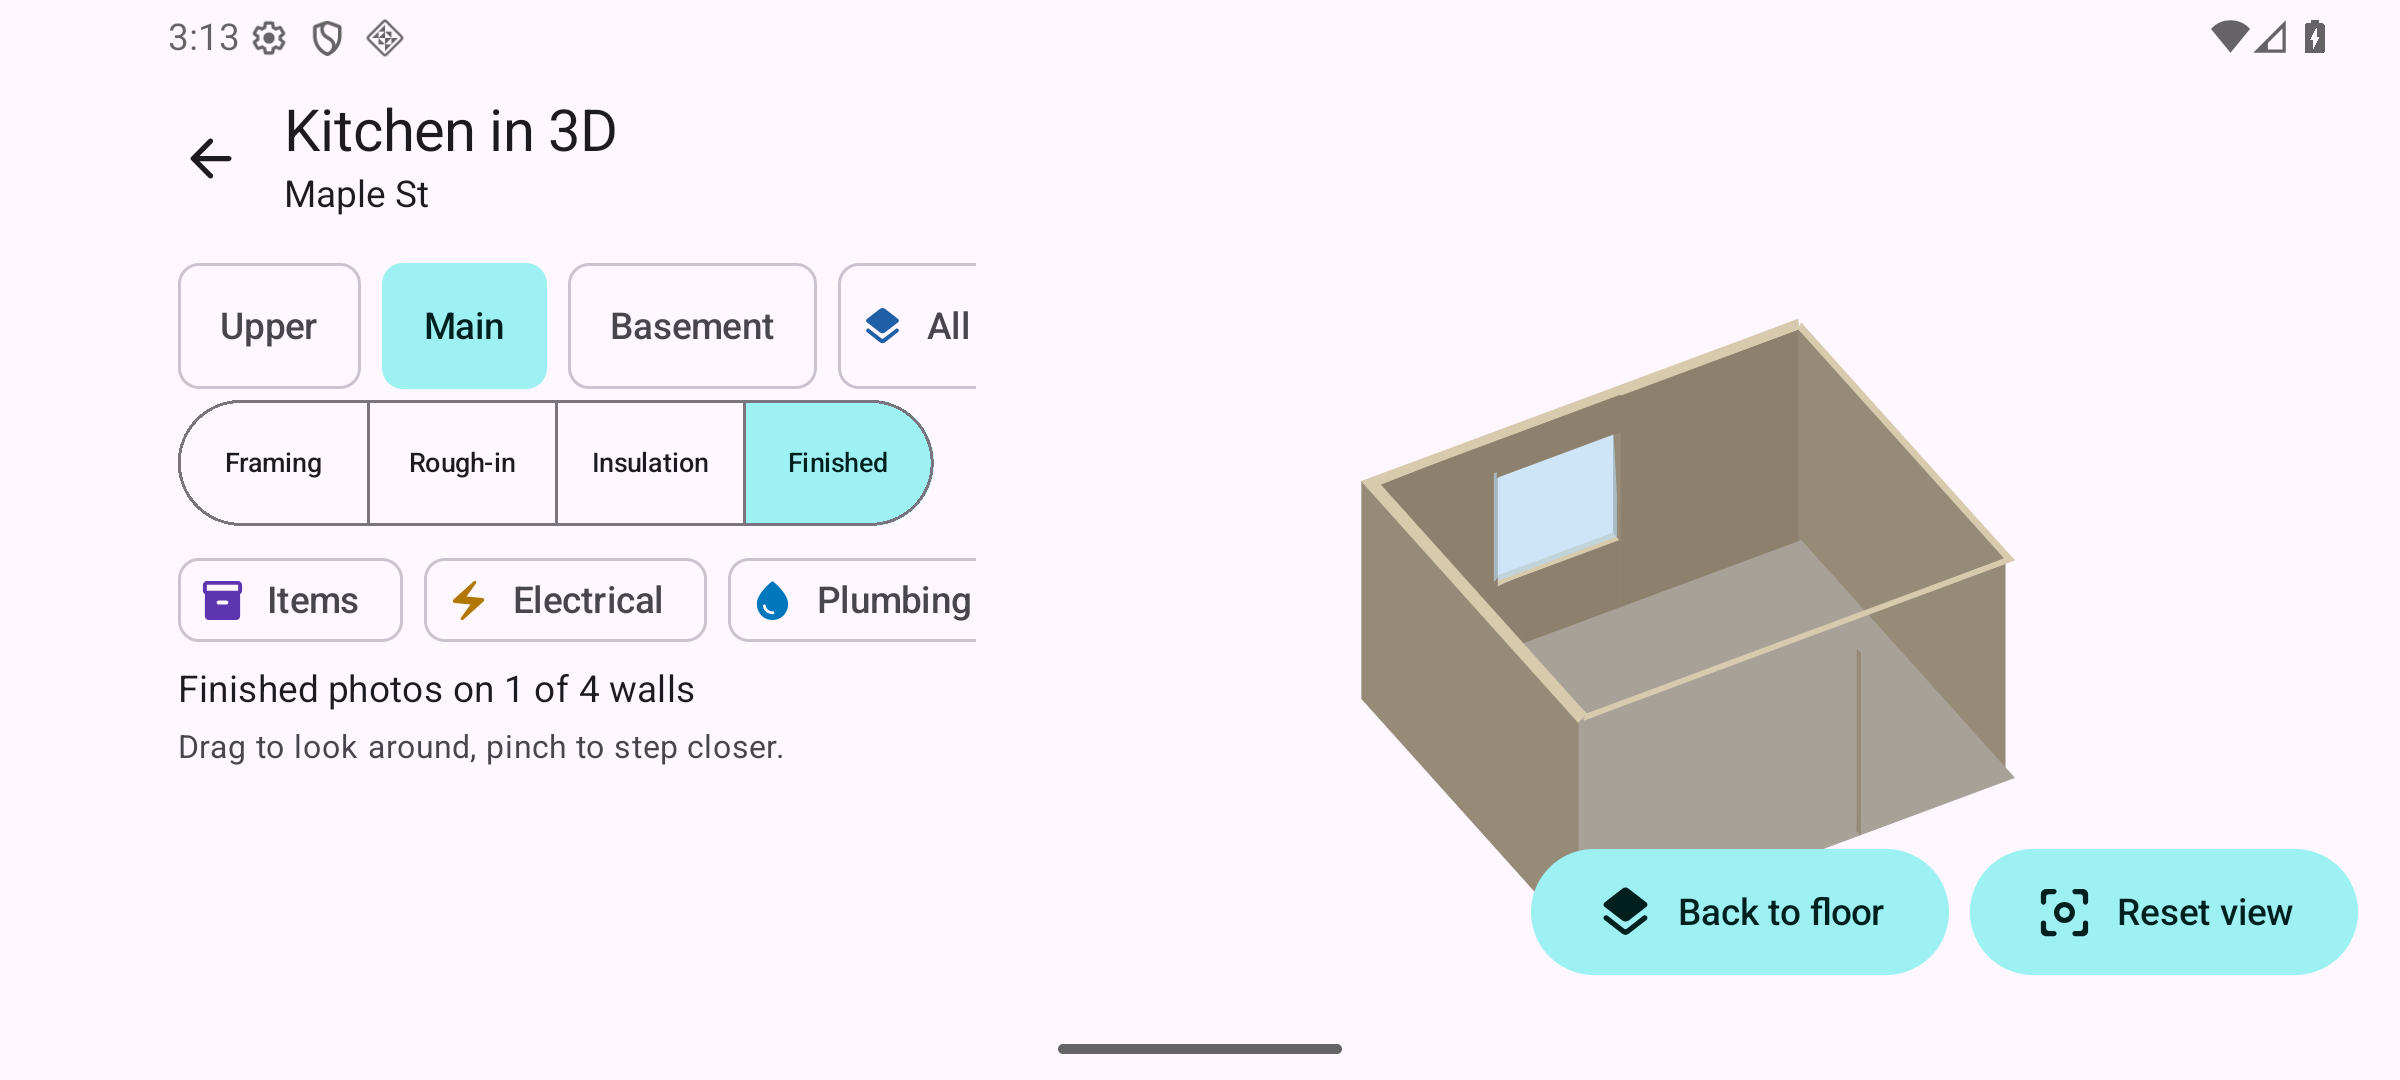 3:13
Kitchen in 3D
Maple St
Upper Main Basement All
Framing Rough-in Insulation Finished
Items Electrical Plumbing
Finished photos on 1 of 4 walls
Drag to look around, pinch to step closer.
Back to floor Reset view